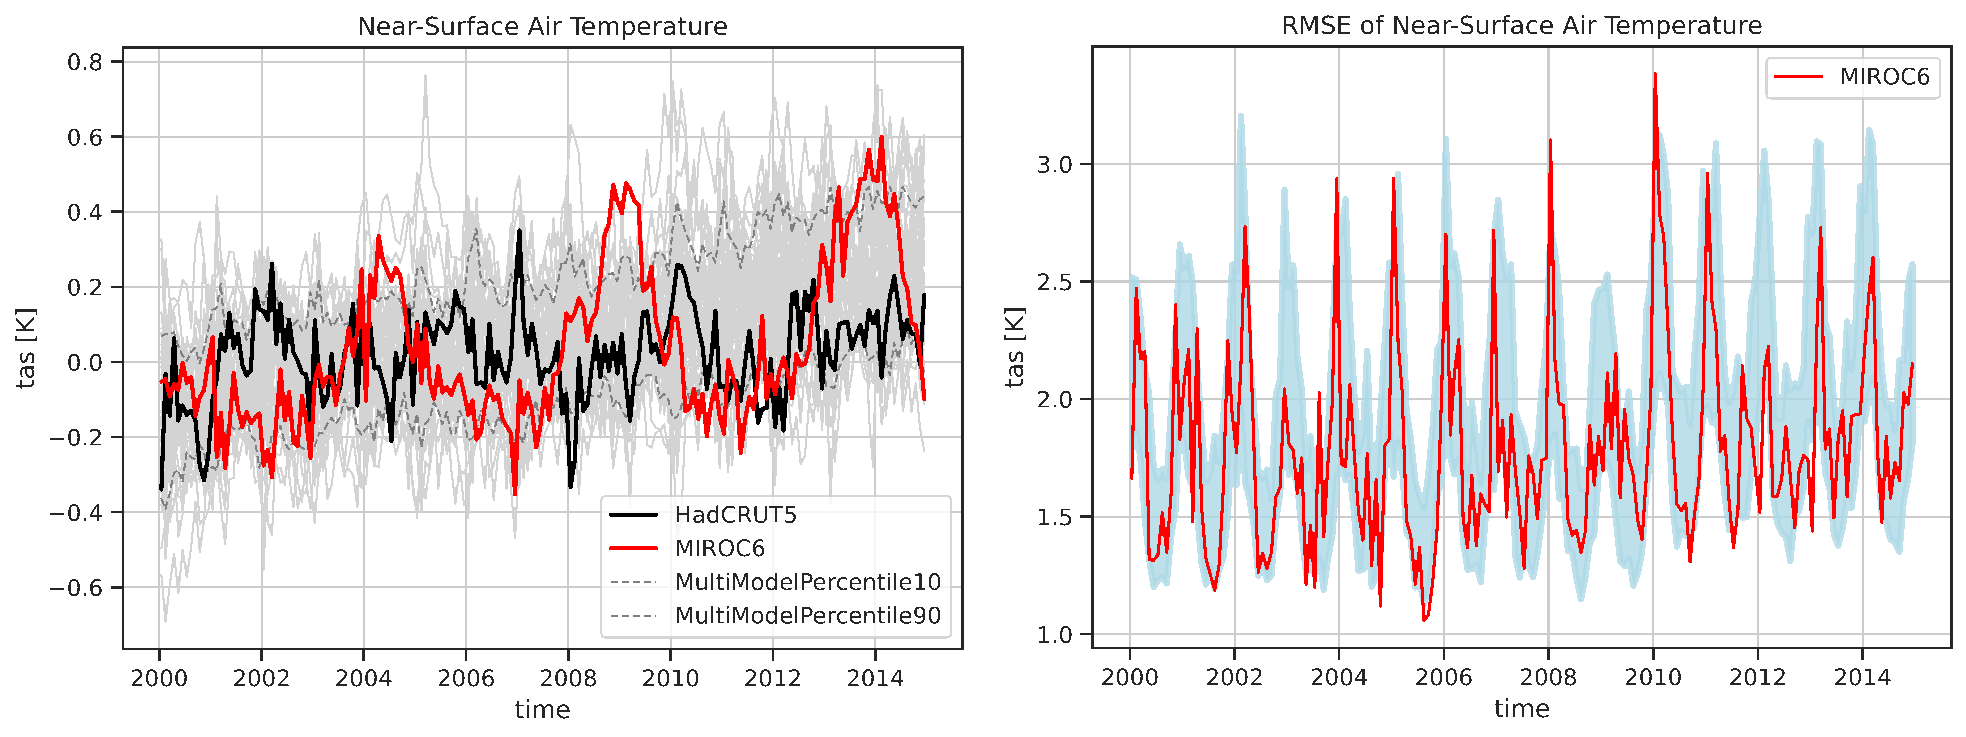 Near-Surface Air Temperature
0.8
0.6
0.4
0.2
0.0
−0.2
−0.4
−0.6
tas [K]
HadCRUT5
MIROC6
MultiModelPercentile10
MultiModelPercentile90
2000 2002 2004 2006 2008 2010 2012 2014
time
RMSE of Near-Surface Air Temperature
MIROC6
3.0
2.5
2.0
1.5
1.0
tas [K]
2000 2002 2004 2006 2008 2010 2012 2014
time